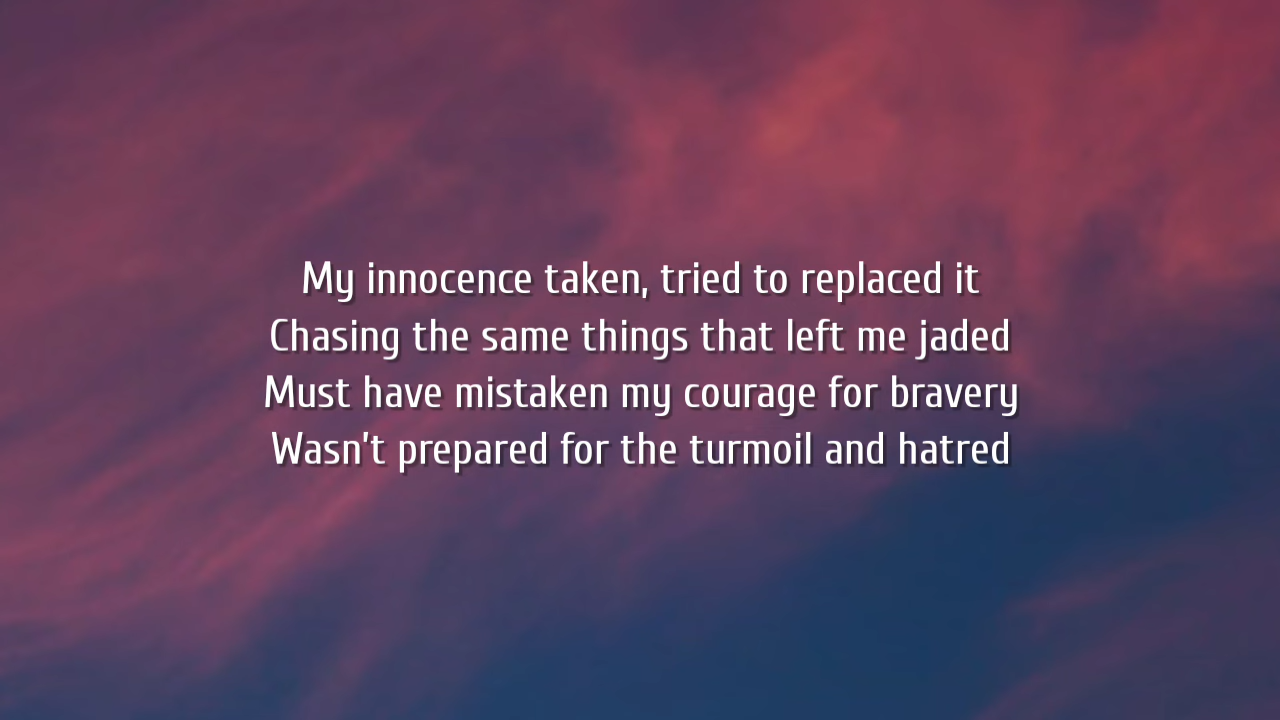 My innocence taken, tried to replaced it
Chasing the same things that left me jaded
Must have mistaken my courage for bravery
Wasn't prepared for the turmoil and hatred